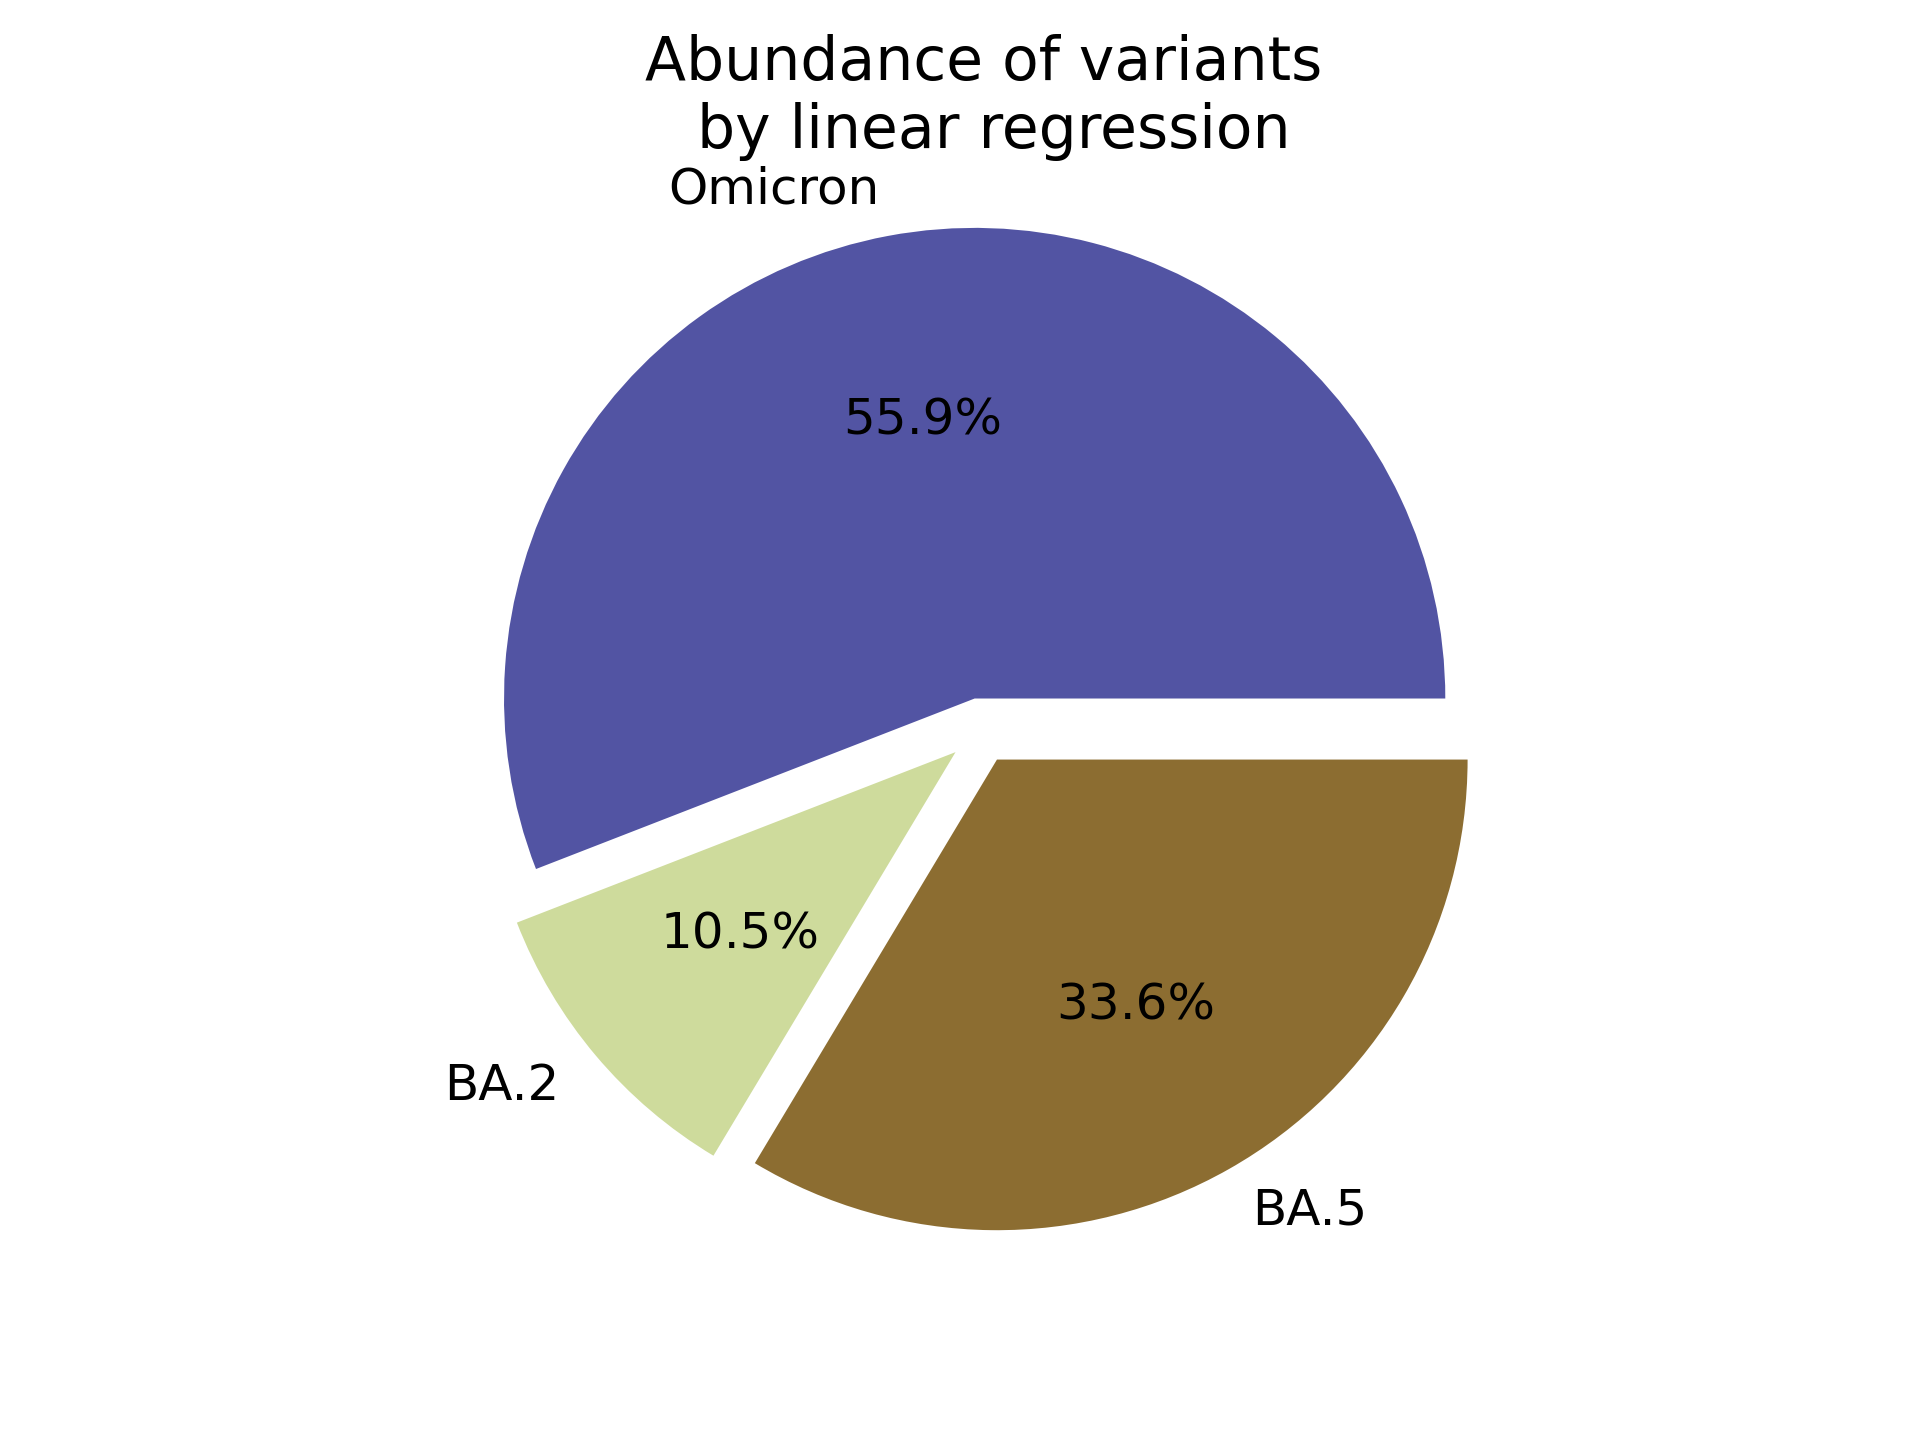 Abundance of variants
by linear regression
Omicron
55.9%
10.5%
33.6%
BA.2
BA.5